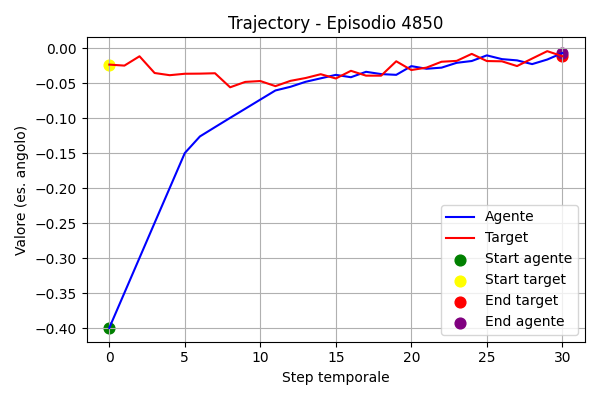 Trajectory - Episodio 4850
Valore (es. angolo)
0.00
−0.05
−0.10
−0.15
−0.20
−0.25
−0.30
−0.35
−0.40
Agente
Target
Start agente
Start target
End target
End agente
0 5 10 15 20 25 30
Step temporale